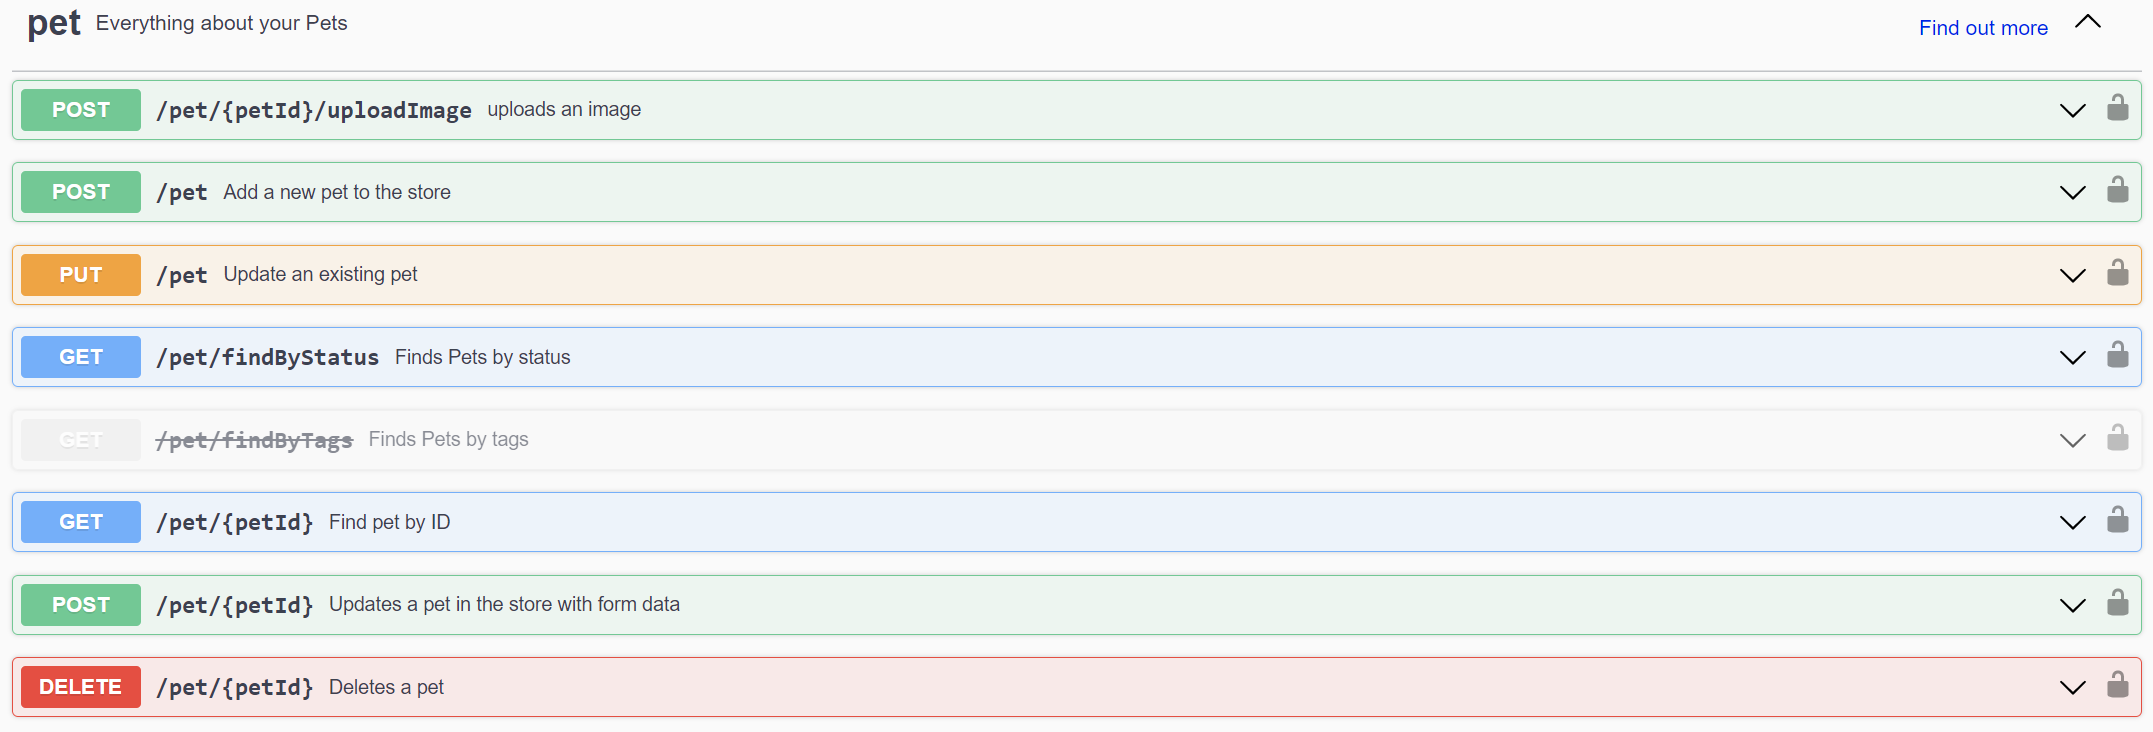 pet Everything about your Pets Find out more
POST /pet/{petId}/uploadImage uploads an image
POST /pet Add a new pet to the store
PUT /pet Update an existing pet
GET /pet/findByStatus Finds Pets by status
GET /pet/findByTags Finds Pets by tags
GET /pet/{petId} Find pet by ID
POST /pet/{petId} Updates a pet in the store with form data
DELETE /pet/{petId} Deletes a pet